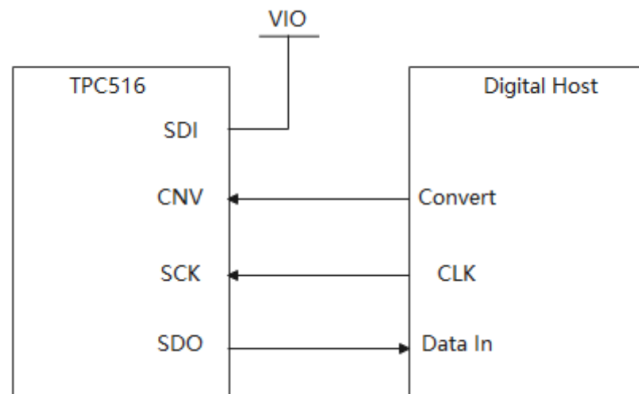 VIO
TPC516
Digital Host
SDI
CNV
Convert
SCK
CLK
SDO
Data In